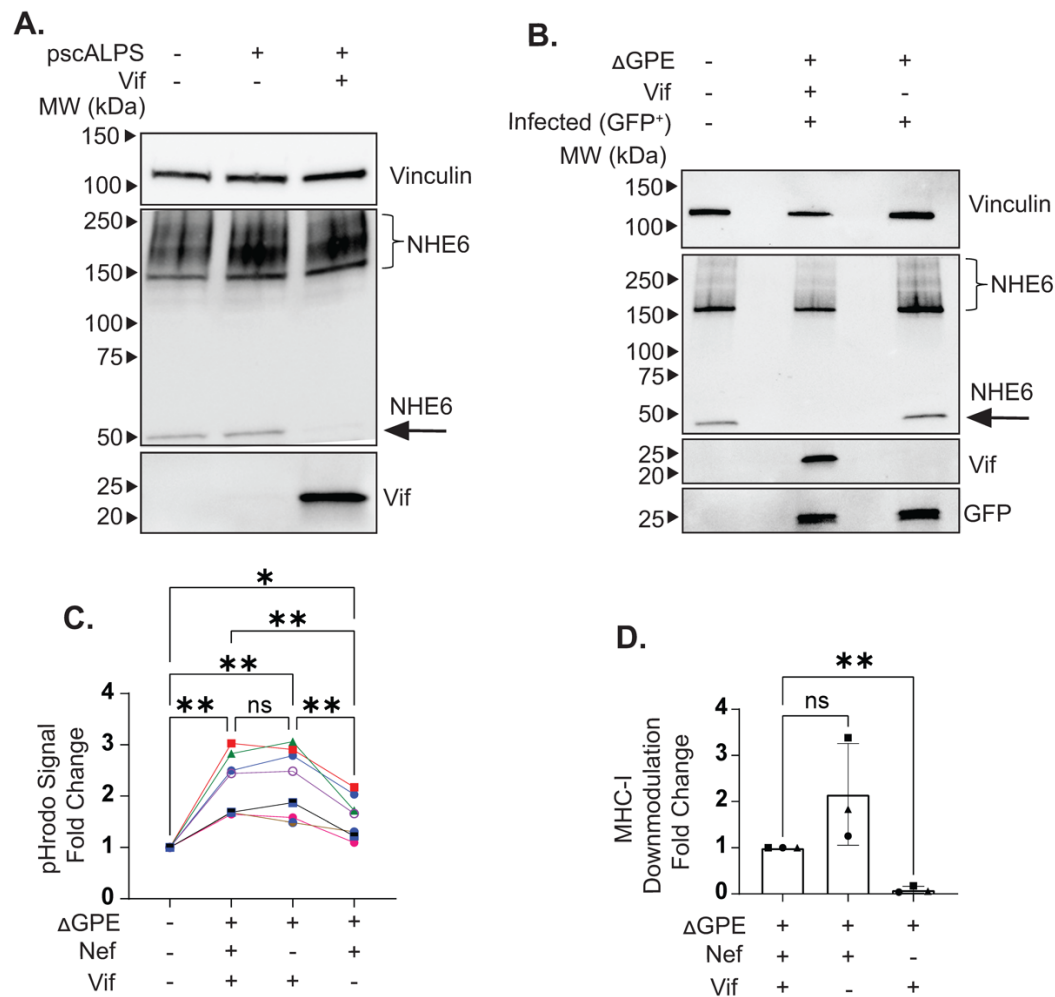 A.
pscALPS - + +
Vif - - +
MW (kDa)
150
100
Vinculin
250
150
100
75
50
NHE6
NHE6
25
20
Vif
B.
ΔGPE - + +
Vif - + -
Infected (GFP+) - + +
MW (kDa)
150
100
Vinculin
250
150
100
75
50
NHE6
NHE6
25
20
Vif
25
GFP
C.
*
**
**
** ns **
pHrodo Signal
Fold Change
4
3
2
1
0
ΔGPE - + + +
Nef - + - +
Vif - + + -
D.
**
ns
MHC-I
Downmodulation
Fold Change
4
3
2
1
0
ΔGPE + + +
Nef + + -
Vif + - +